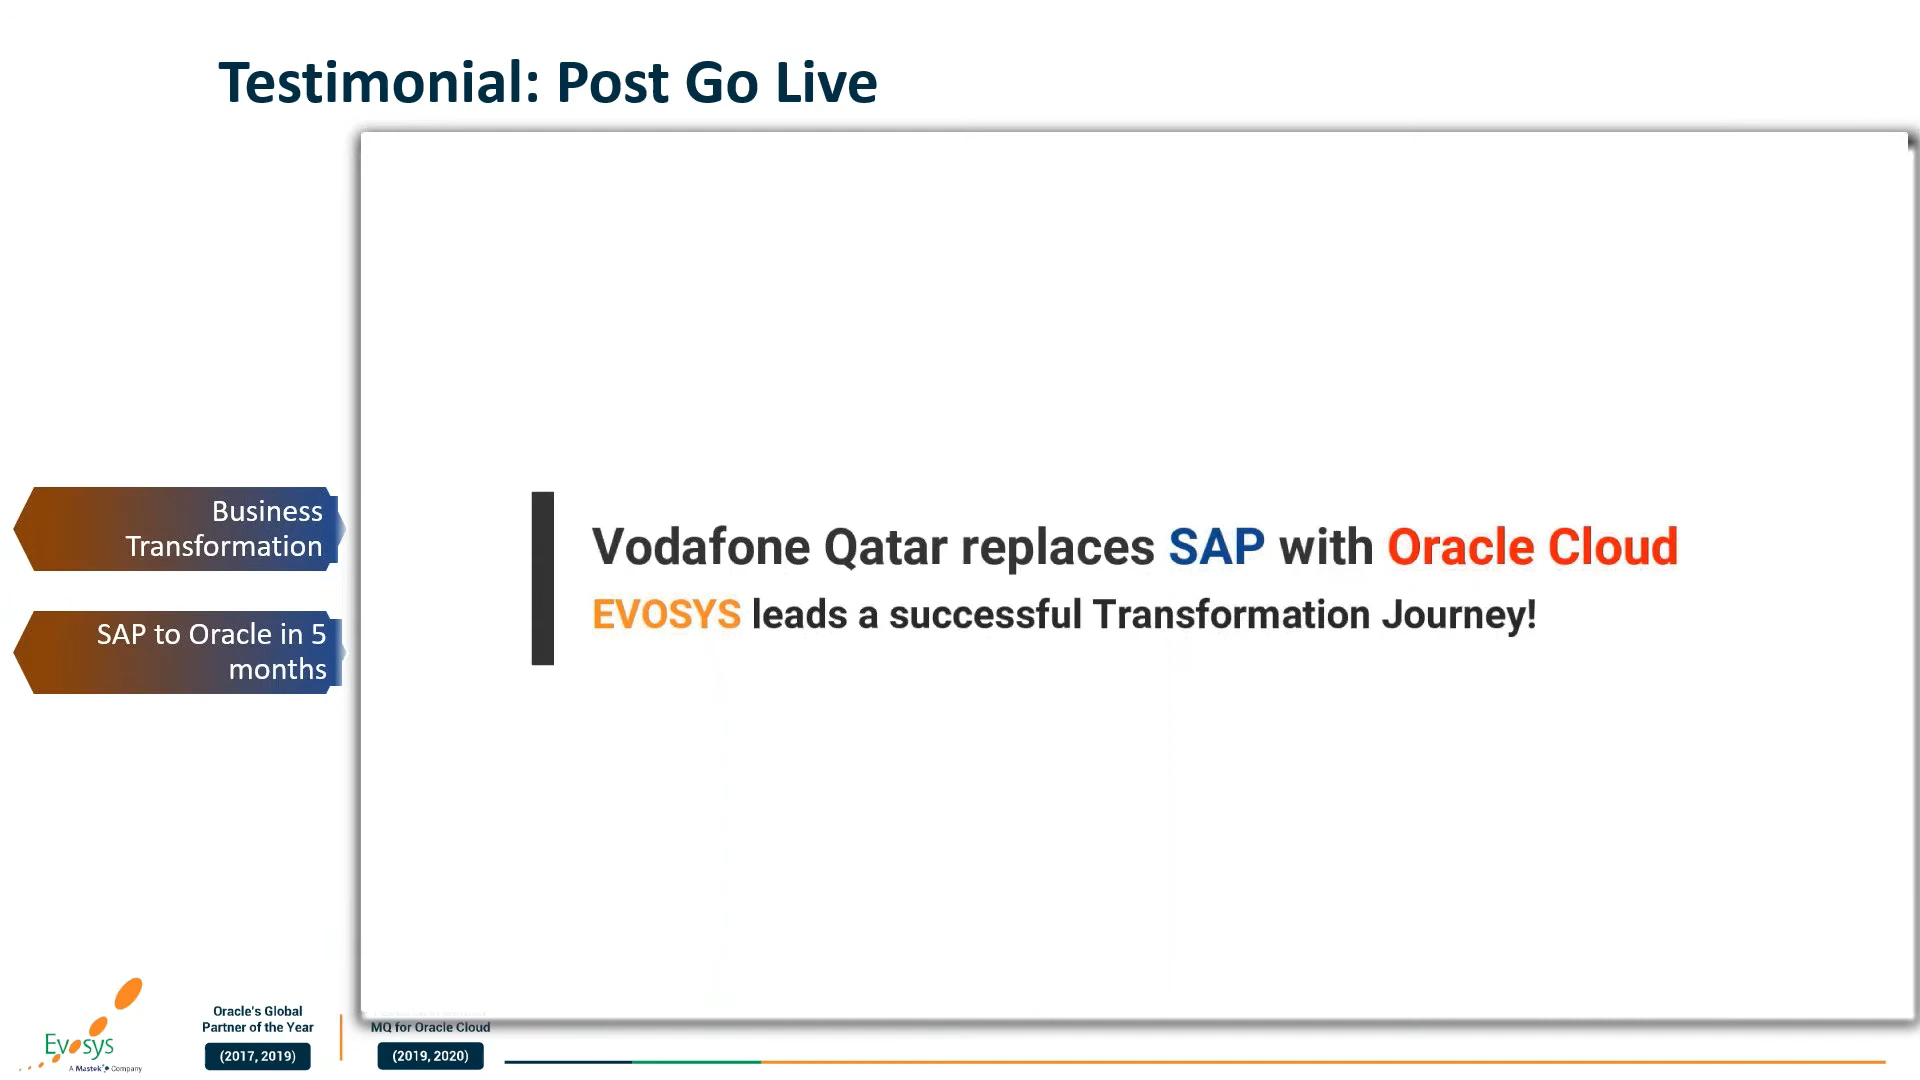 Testimonial: Post Go Live
Business
Transformation
SAP to Oracle in 5
months
Vodafone Qatar replaces SAP with Oracle Cloud
EVOSYS leads a successful Transformation Journey!
Evosys
A Mastek Company
Oracle's Global
Partner of the Year
(2017, 2019)
MQ for Oracle Cloud
(2019, 2020)